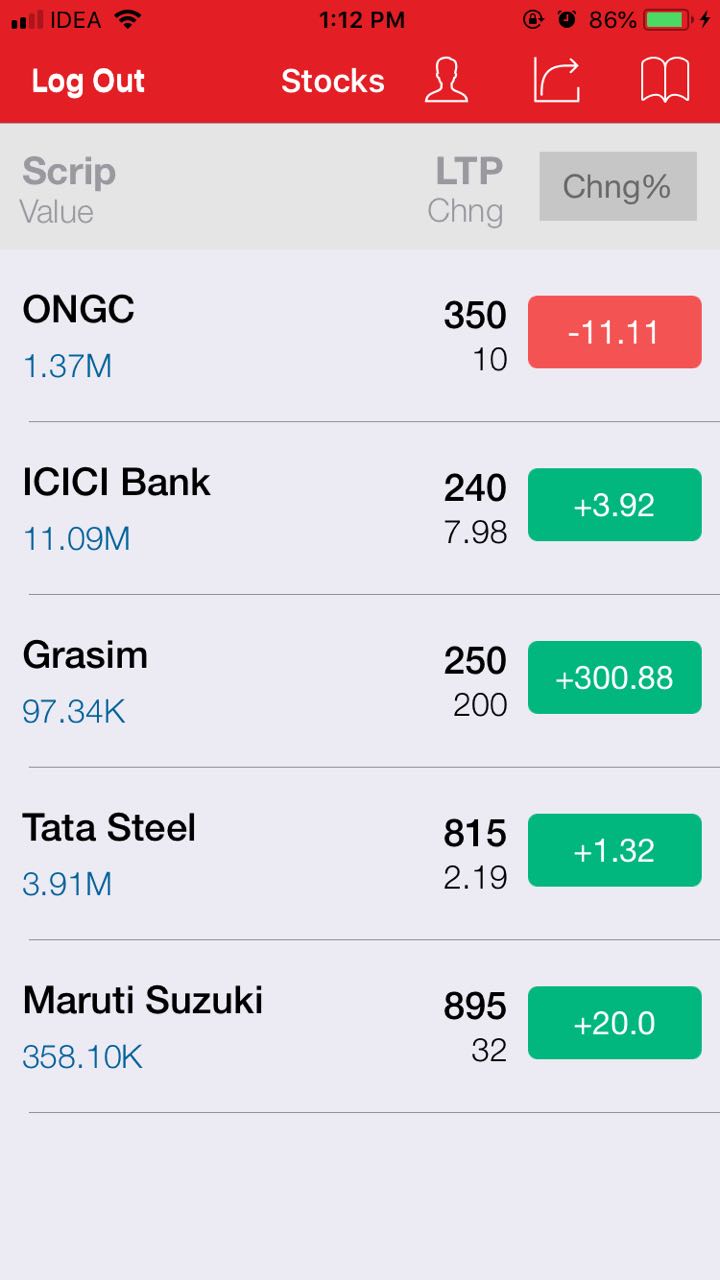 IDEA 1:12 PM 86%
Log Out Stocks
Scrip LTP Chng%
Value Chng
ONGC 350 -11.11
1.37M 10
ICICI Bank 240 +3.92
11.09M 7.98
Grasim 250 +300.88
97.34K 200
Tata Steel 815 +1.32
3.91M 2.19
Maruti Suzuki 895 +20.0
358.10K 32